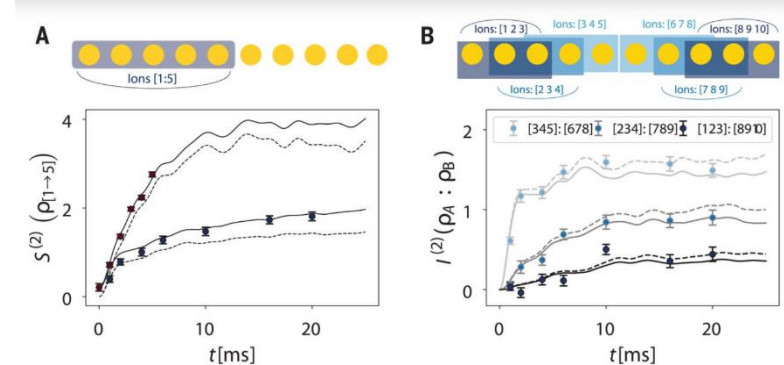 A
Ions [1:5]
S(2) (ρ[1→5])
4
2
0
0
10
20
t[ms]
B
Ions: [1 2 3]
Ions: [3 4 5]
Ions: [6 7 8]
Ions: [8 9 10]
Ions: [2 3 4]
Ions: [7 8 9]
[345]: [678]
[234]: [789]
[123]: [8910]
I(2)(ρA : ρB)
2
1
0
0
10
20
t[ms]